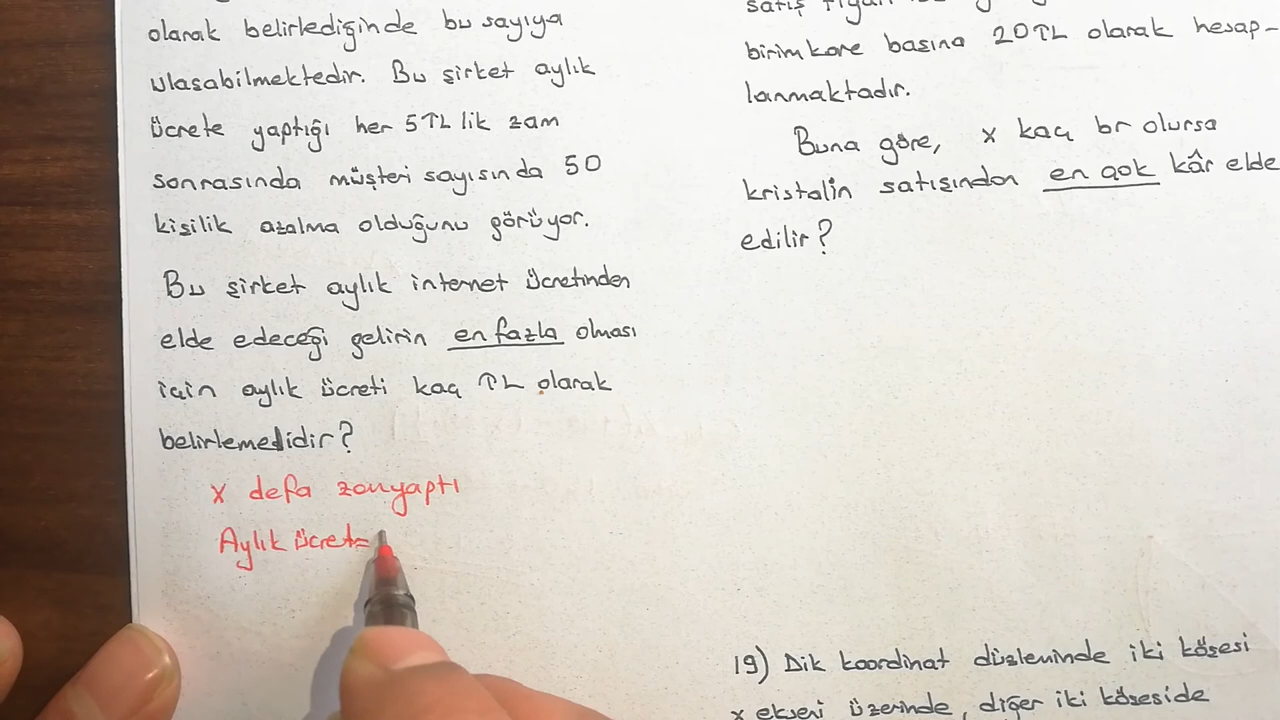 olarak belirlediğinde bu sayıya
ulaşabilmektedir. Bu şirket aylık
ücrete yaptığı her 5TL lik zam
sonrasında müşteri sayısında 50
kişilik azalma olduğunu görüyor.
Bu şirket aylık internet ücretinden
elde edeceği gelirin en fazla olması
için aylık ücreti kaç TL olarak
belirlemelidir?
x defa zam yaptı
Aylık ücret=
satış
birimkare başına 20TL olarak hesap-
lanmaktadır.
Buna göre, x kaç br olursa
kristalin satışından en çok kâr elde
edilir?
19) Dik koordinat düzleminde iki köşesi
x ekseni üzerinde, diğer iki köşeside